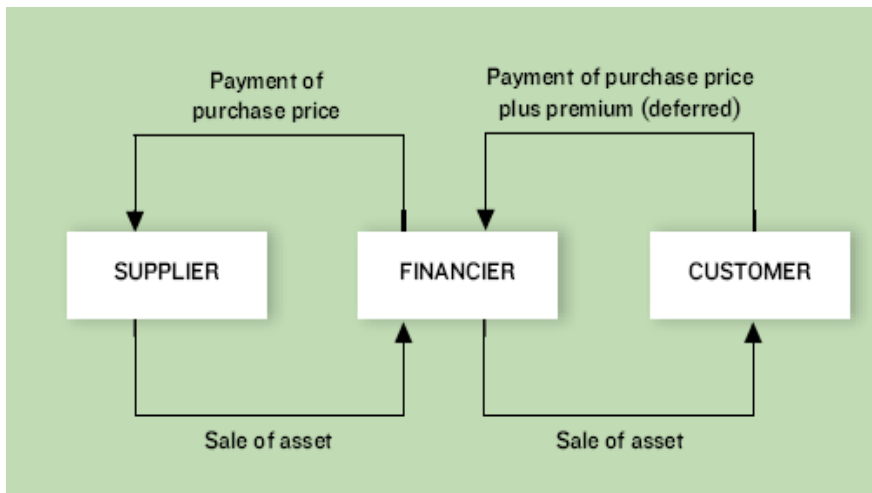 Payment of
purchase price
Payment of purchase price
plus premium (deferred)
SUPPLIER
FINANCIER
CUSTOMER
Sale of asset
Sale of asset